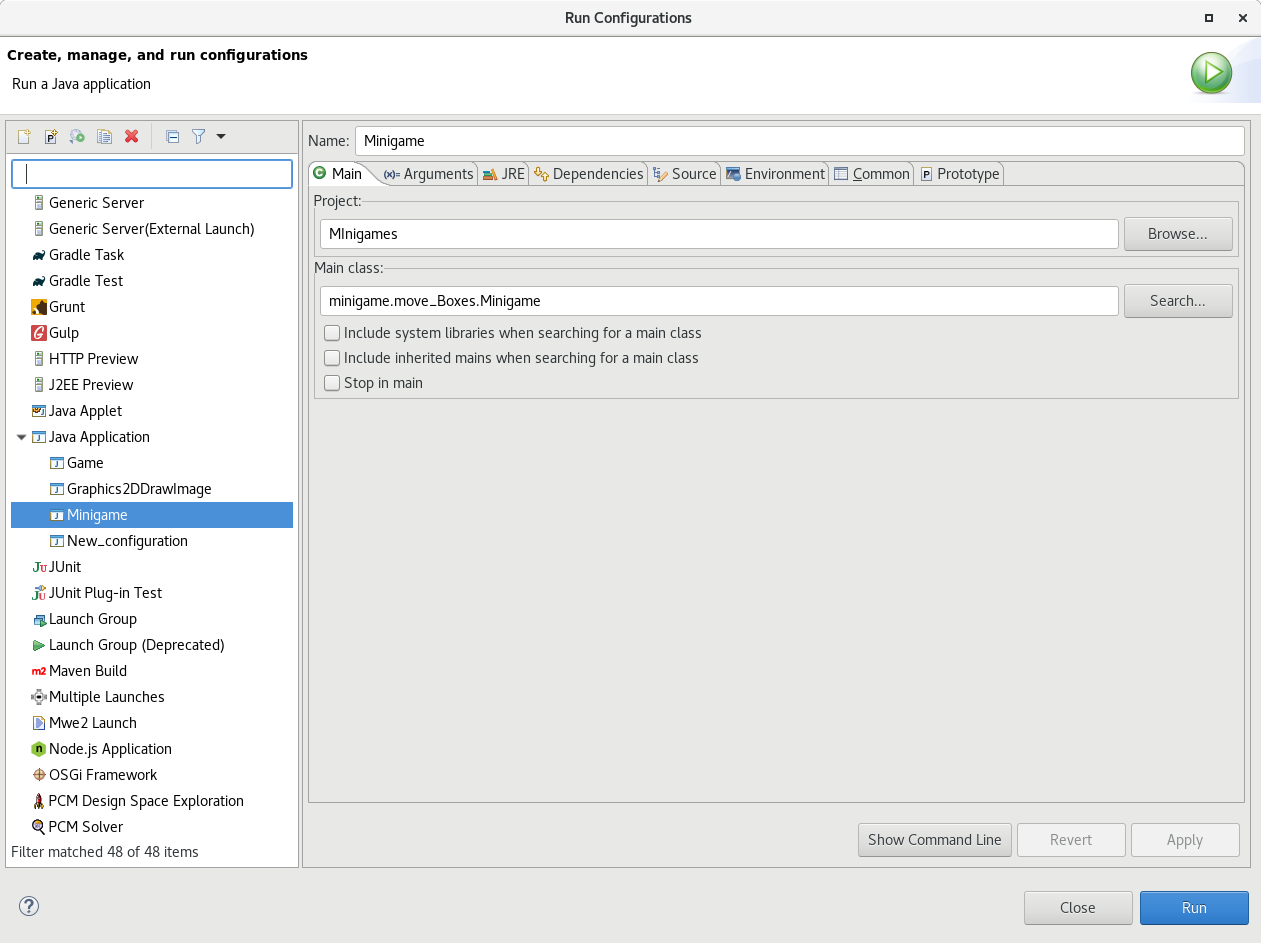 Run Configurations
Create, manage, and run configurations
Run a Java application
Name: Minigame
Main Arguments JRE Dependencies Source Environment Common Prototype
Project:
MInigames Browse...
Main class:
minigame.move_Boxes.Minigame Search...
Include system libraries when searching for a main class
Include inherited mains when searching for a main class
Stop in main
Generic Server
Generic Server(External Launch)
Gradle Task
Gradle Test
Grunt
Gulp
HTTP Preview
J2EE Preview
Java Applet
Java Application
Game
Graphics2DDrawImage
Minigame
New_configuration
JUnit
JUnit Plug-in Test
Launch Group
Launch Group (Deprecated)
Maven Build
Multiple Launches
Mwe2 Launch
Node.js Application
OSGi Framework
PCM Design Space Exploration
PCM Solver
Filter matched 48 of 48 items
Show Command Line Revert Apply
Close Run